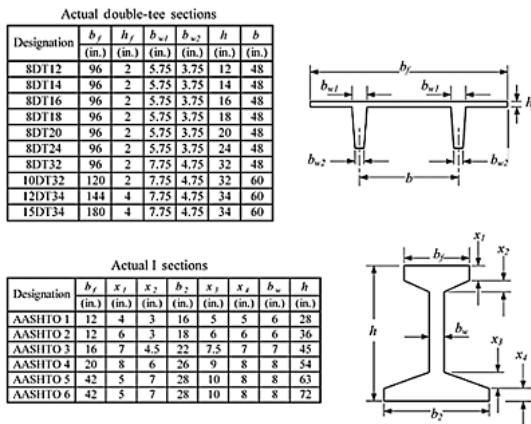 Actual double-tee sections
Designation b_f (in.) h_f (in.) b_w1 (in.) b_w2 (in.) h (in.) b (in.)
8DT12 96 2 5.75 3.75 12 48
8DT14 96 2 5.75 3.75 14 48
8DT16 96 2 5.75 3.75 16 48
8DT18 96 2 5.75 3.75 18 48
8DT20 96 2 5.75 3.75 20 48
8DT24 96 2 5.75 3.75 24 48
8DT32 96 2 7.75 4.75 32 48
10DT32 120 2 7.75 4.75 32 60
12DT34 144 4 7.75 4.75 34 60
15DT34 180 4 7.75 4.75 34 60
b_f
b_w1 b_w1
b_w2 b_w2
b
Actual I sections
Designation b_f (in.) x_1 (in.) x_2 (in.) b_2 (in.) x_3 (in.) x_4 (in.) b_w (in.) h (in.)
AASHTO 1 12 4 3 16 5 5 6 28
AASHTO 2 12 6 3 18 6 6 6 36
AASHTO 3 16 7 4.5 22 7.5 7 7 45
AASHTO 4 20 8 6 26 9 8 8 54
AASHTO 5 42 5 7 28 10 8 8 63
AASHTO 6 42 5 7 28 10 8 8 72
x_1
b_f
x_2
h
b_w
x_3
x_4
b_2